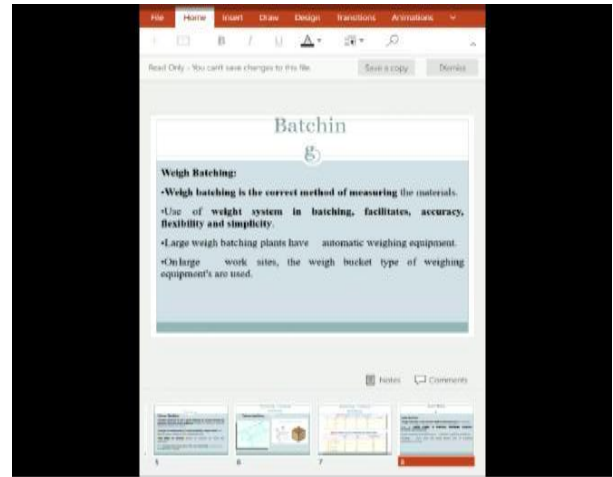 File Home Insert Draw Design Transitions Animations
B I U A
Read Only - You can't save changes to this file. Save a copy Dismiss
Batchin
g
Weigh Batching:
•Weigh batching is the correct method of measuring the materials.
•Use of weight system in batching, facilitates, accuracy,
flexibility and simplicity.
•Large weigh batching plants have automatic weighing equipment.
•On large work sites, the weigh bucket type of weighing
equipment's are used.
Notes Comments
5 6 7 8